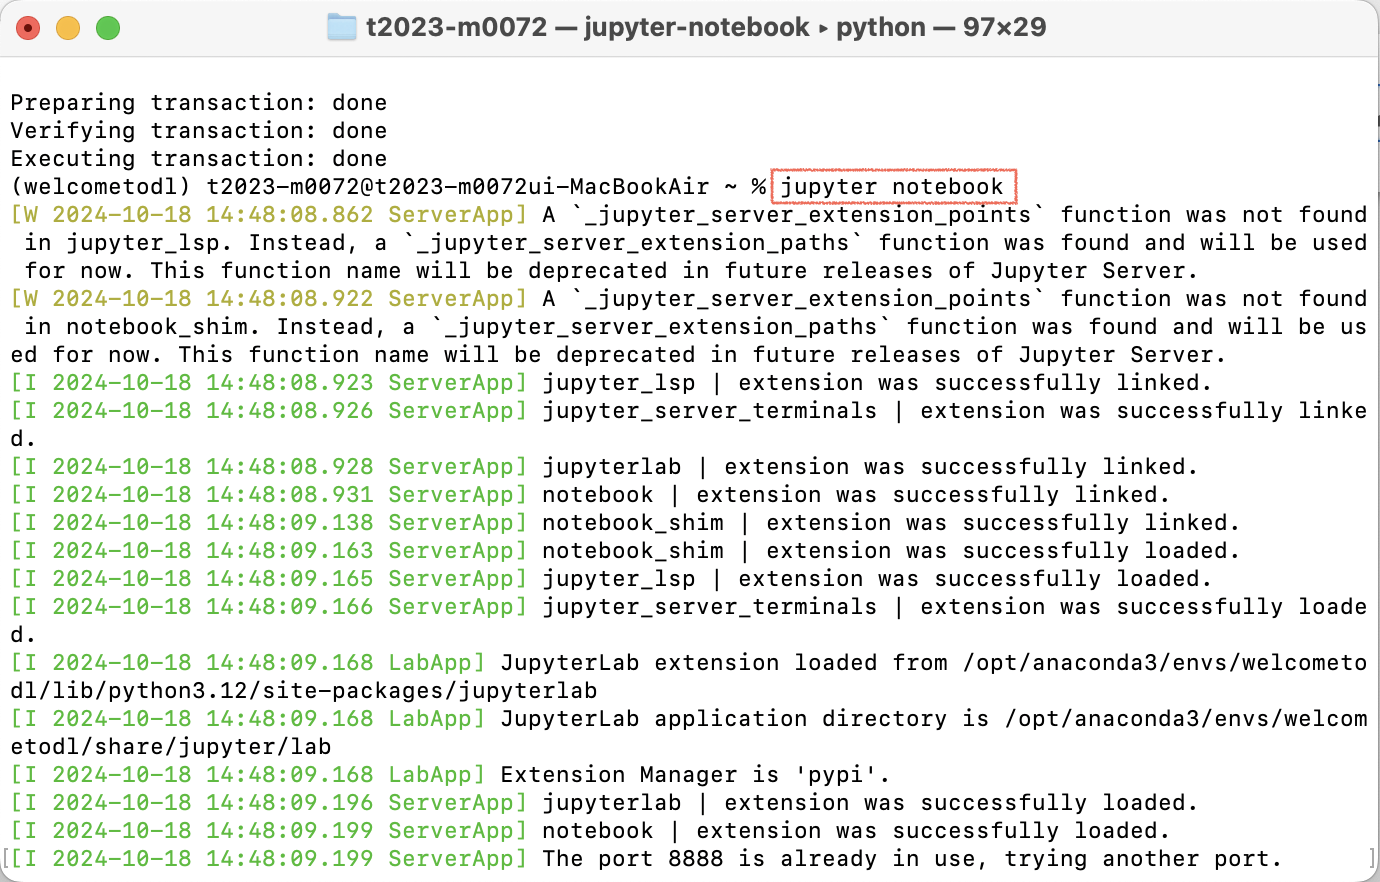 t2023-m0072 — jupyter-notebook ▸ python — 97×29
Preparing transaction: done
Verifying transaction: done
Executing transaction: done
(welcometodl) t2023-m0072@t2023-m0072ui-MacBookAir ~ % jupyter notebook
[W 2024-10-18 14:48:08.862 ServerApp] A `_jupyter_server_extension_points` function was not found
 in jupyter_lsp. Instead, a `_jupyter_server_extension_paths` function was found and will be used
 for now. This function name will be deprecated in future releases of Jupyter Server.
[W 2024-10-18 14:48:08.922 ServerApp] A `_jupyter_server_extension_points` function was not found
 in notebook_shim. Instead, a `_jupyter_server_extension_paths` function was found and will be us
ed for now. This function name will be deprecated in future releases of Jupyter Server.
[I 2024-10-18 14:48:08.923 ServerApp] jupyter_lsp | extension was successfully linked.
[I 2024-10-18 14:48:08.926 ServerApp] jupyter_server_terminals | extension was successfully linke
d.
[I 2024-10-18 14:48:08.928 ServerApp] jupyterlab | extension was successfully linked.
[I 2024-10-18 14:48:08.931 ServerApp] notebook | extension was successfully linked.
[I 2024-10-18 14:48:09.138 ServerApp] notebook_shim | extension was successfully linked.
[I 2024-10-18 14:48:09.163 ServerApp] notebook_shim | extension was successfully loaded.
[I 2024-10-18 14:48:09.165 ServerApp] jupyter_lsp | extension was successfully loaded.
[I 2024-10-18 14:48:09.166 ServerApp] jupyter_server_terminals | extension was successfully loade
d.
[I 2024-10-18 14:48:09.168 LabApp] JupyterLab extension loaded from /opt/anaconda3/envs/welcometo
dl/lib/python3.12/site-packages/jupyterlab
[I 2024-10-18 14:48:09.168 LabApp] JupyterLab application directory is /opt/anaconda3/envs/welcom
etodl/share/jupyter/lab
[I 2024-10-18 14:48:09.168 LabApp] Extension Manager is 'pypi'.
[I 2024-10-18 14:48:09.196 ServerApp] jupyterlab | extension was successfully loaded.
[I 2024-10-18 14:48:09.199 ServerApp] notebook | extension was successfully loaded.
[[I 2024-10-18 14:48:09.199 ServerApp] The port 8888 is already in use, trying another port. ]